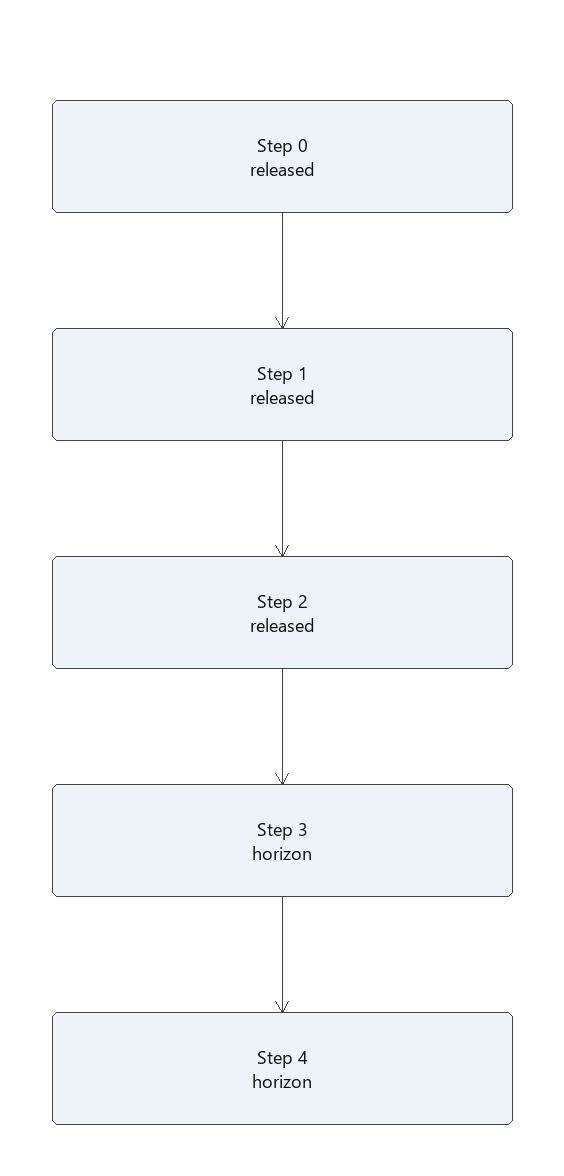 Step 0
released
Step 1
released
Step 2
released
Step 3
horizon
Step 4
horizon